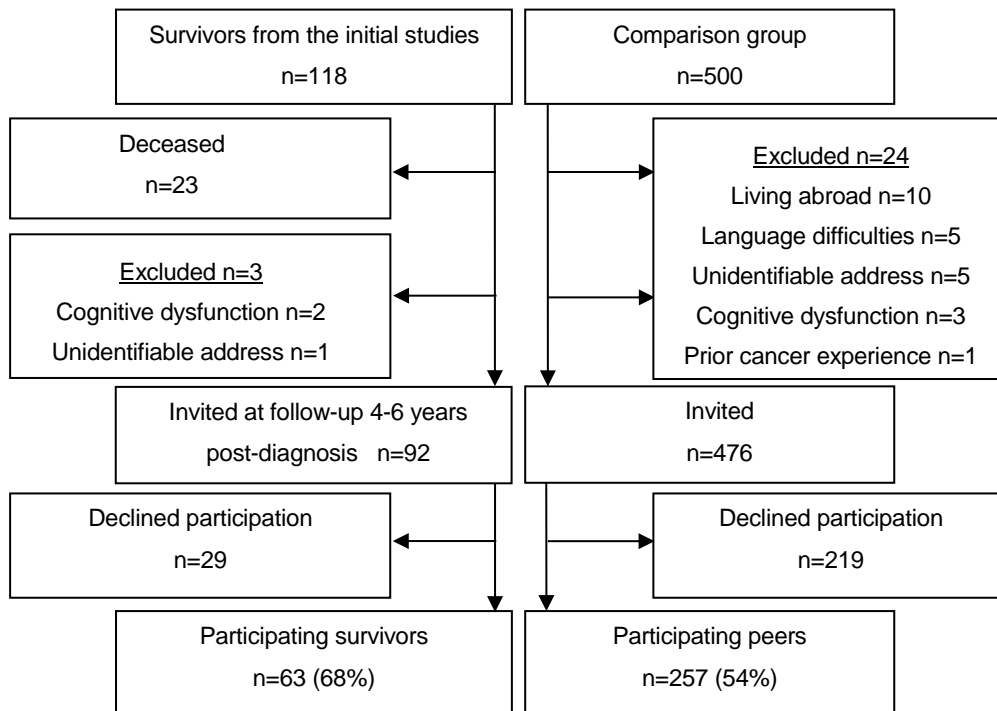 Survivors from the initial studies
n=118
Comparison group
n=500
Deceased
n=23
Excluded n=24
Living abroad n=10
Language difficulties n=5
Unidentifiable address n=5
Cognitive dysfunction n=3
Prior cancer experience n=1
Excluded n=3
Cognitive dysfunction n=2
Unidentifiable address n=1
Invited at follow-up 4-6 years
post-diagnosis n=92
Invited
n=476
Declined participation
n=29
Declined participation
n=219
Participating survivors
n=63 (68%)
Participating peers
n=257 (54%)